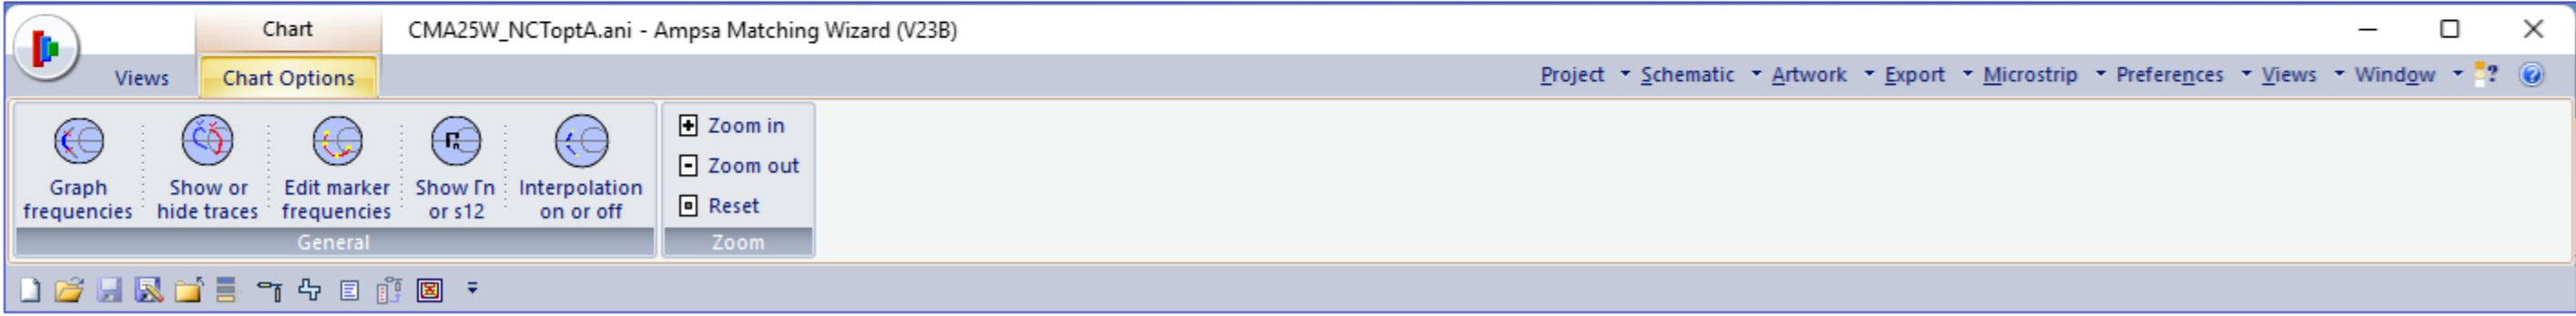 Chart
CMA25W_NCToptA.ani - Ampsa Matching Wizard (V23B)
Views
Chart Options
Project Schematic Artwork Export Microstrip Preferences Views Window ?
Graph
frequencies
Show or
hide traces
Edit marker
frequencies
Show Γn
or s12
Interpolation
on or off
General
Zoom in
Zoom out
Reset
Zoom